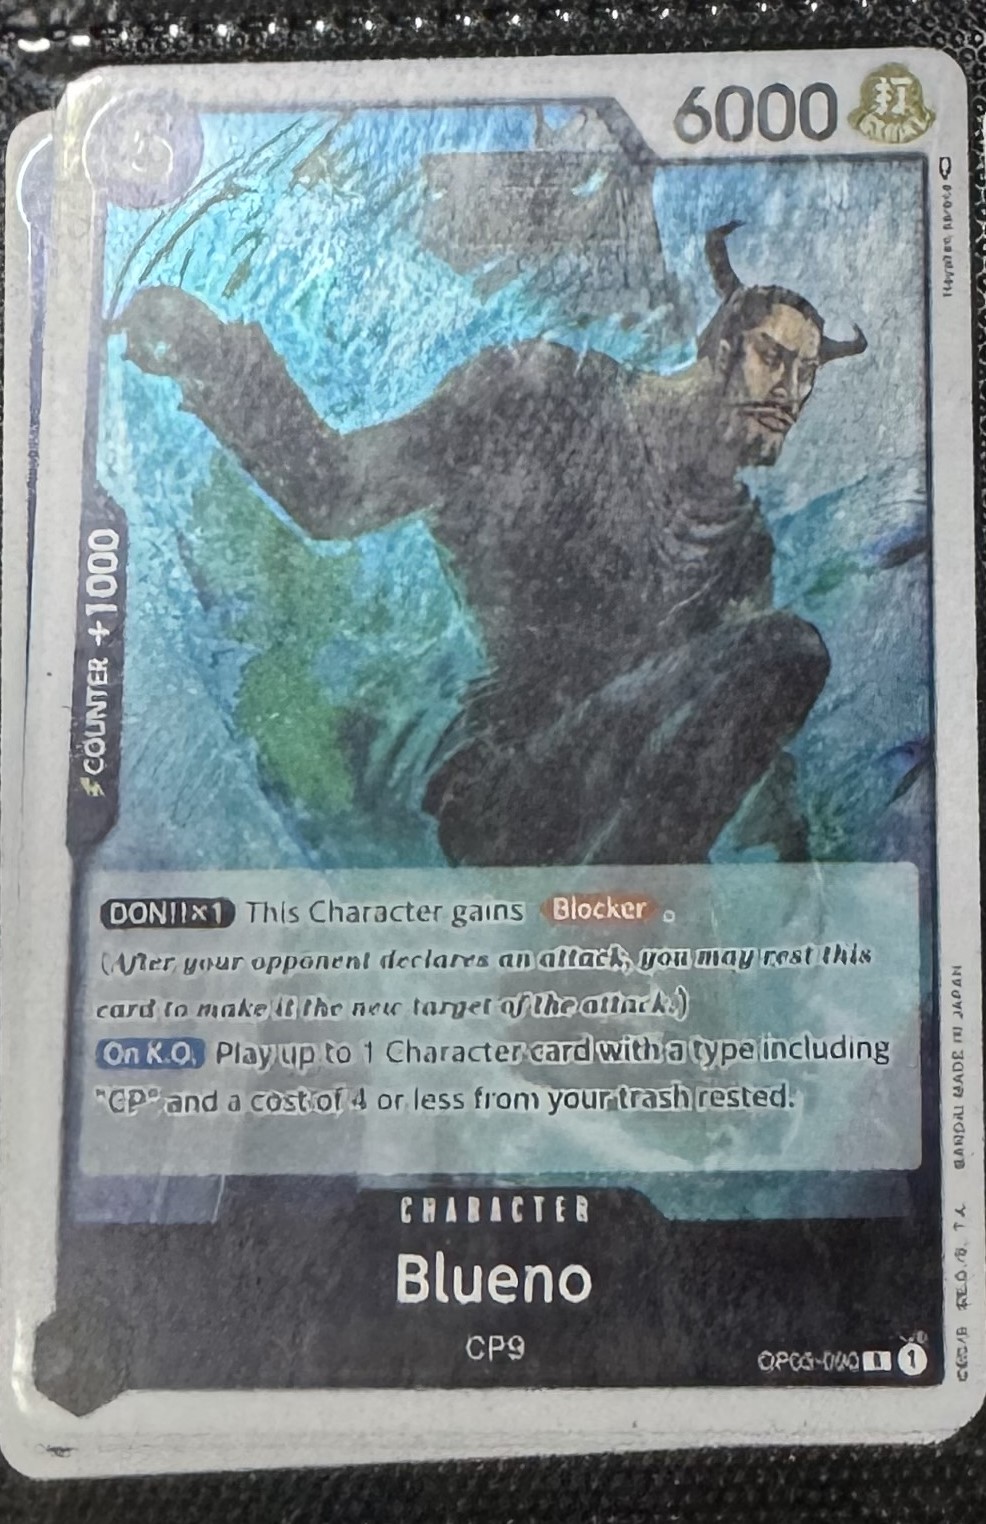 6000
打
COUNTER +1000
DON!!×1 This Character gains Blocker 。
(After your opponent declares an attack, you may rest this
card to make it the new target of the attack.)
On K.O. Play up to 1 Character card with a type including
"CP" and a cost of 4 or less from your trash rested.
CHARACTER
Blueno
CP9
1
BANDAI MADE IN JAPAN